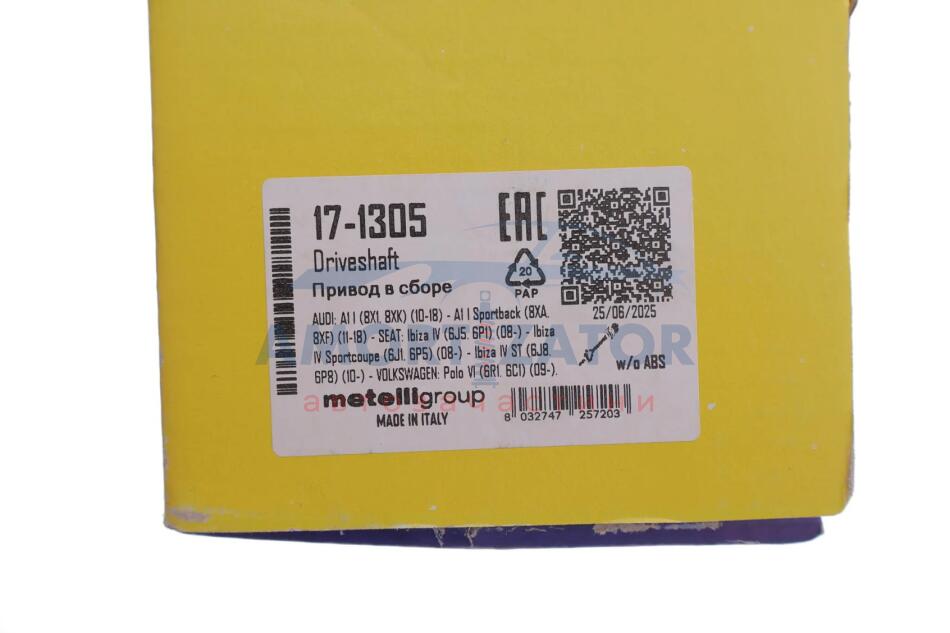 17-1305
Driveshaft
Привод в сборе
EAC
20
PAP
25/06/2025
AUDI: A1 I (8X1, 8XK) (10-18) - A1 I Sportback (8XA,
8XF) (11-18) - SEAT: Ibiza IV (6J5, 6P1) (08-) - Ibiza
IV Sportcoupe (6J1, 6P5) (08-) - Ibiza IV ST (6J8,
6P8) (10-) - VOLKSWAGEN: Polo VI (6R1, 6C1) (09-).
w/o ABS
metelligroup
MADE IN ITALY
8 032747 257203
AMORTIZATOR
автозапчастини